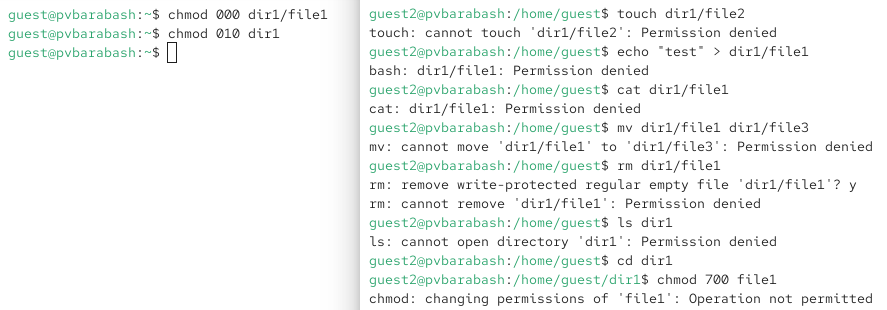 guest@pvbarabash:~$ chmod 000 dir1/file1
guest@pvbarabash:~$ chmod 010 dir1
guest@pvbarabash:~$
guest2@pvbarabash:/home/guest$ touch dir1/file2
touch: cannot touch 'dir1/file2': Permission denied
guest2@pvbarabash:/home/guest$ echo "test" > dir1/file1
bash: dir1/file1: Permission denied
guest2@pvbarabash:/home/guest$ cat dir1/file1
cat: dir1/file1: Permission denied
guest2@pvbarabash:/home/guest$ mv dir1/file1 dir1/file3
mv: cannot move 'dir1/file1' to 'dir1/file3': Permission denied
guest2@pvbarabash:/home/guest$ rm dir1/file1
rm: remove write-protected regular empty file 'dir1/file1'? y
rm: cannot remove 'dir1/file1': Permission denied
guest2@pvbarabash:/home/guest$ ls dir1
ls: cannot open directory 'dir1': Permission denied
guest2@pvbarabash:/home/guest$ cd dir1
guest2@pvbarabash:/home/guest/dir1$ chmod 700 file1
chmod: changing permissions of 'file1': Operation not permitted